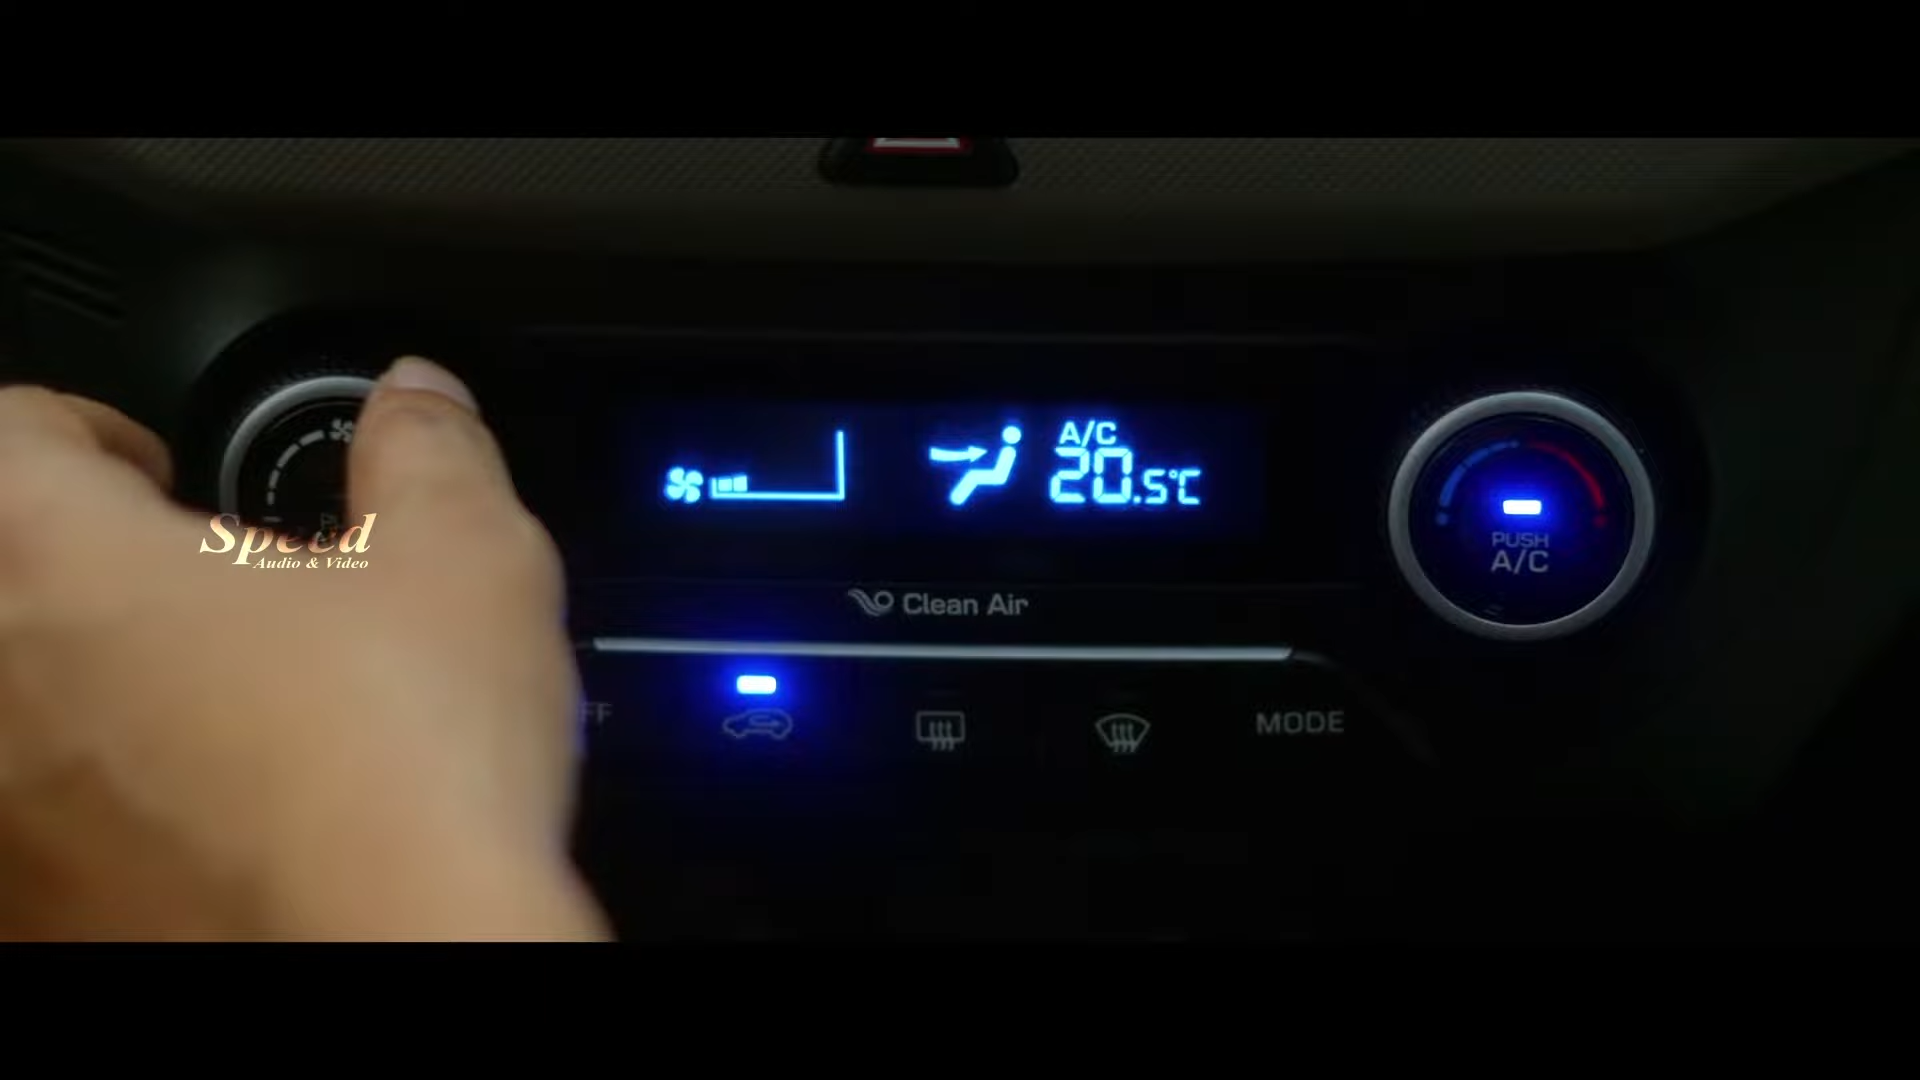 A/C
20.5°C
Speed
Audio & Video
PUSH
A/C
Clean Air
MODE